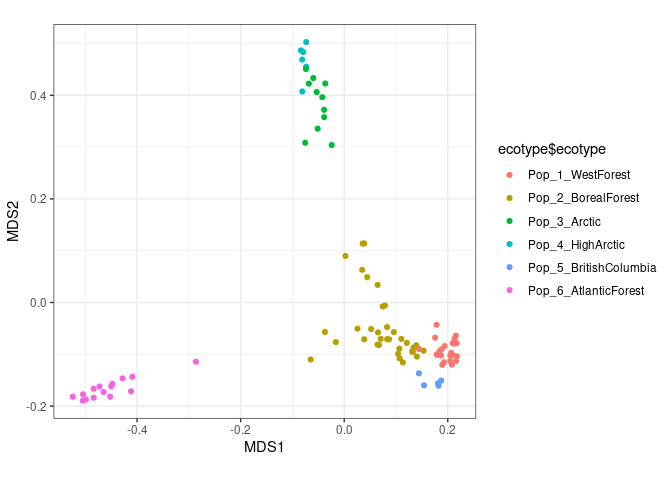 0.4
0.2
0.0
-0.2
MDS2
-0.4
-0.2
0.0
0.2
MDS1
ecotype$ecotype
Pop_1_WestForest
Pop_2_BorealForest
Pop_3_Arctic
Pop_4_HighArctic
Pop_5_BritishColumbia
Pop_6_AtlanticForest